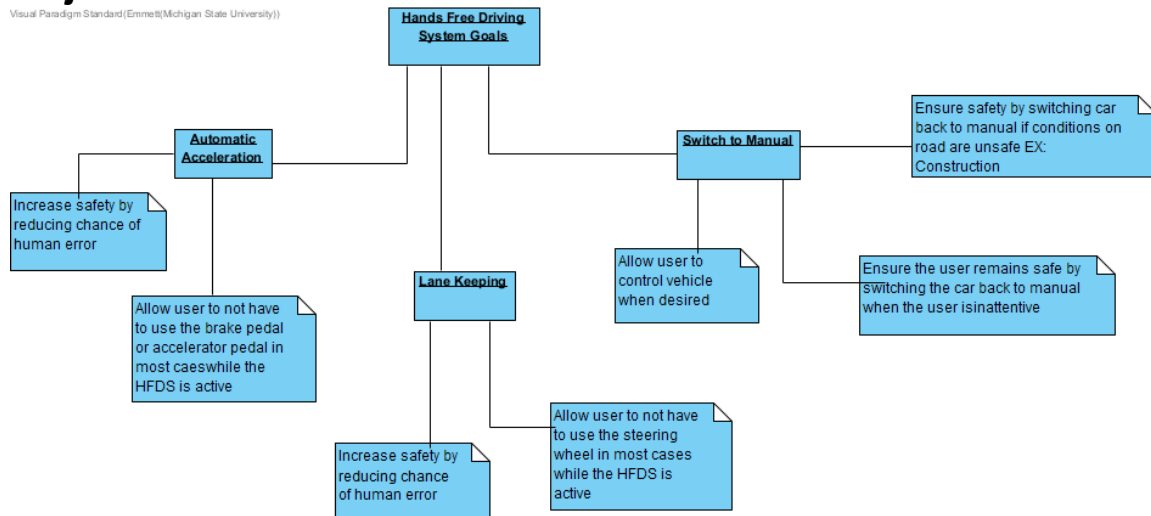 Visual Paradigm Standard(Emmett(Michigan State University))
Hands Free Driving
System Goals
Automatic
Acceleration
Switch to Manual
Ensure safety by switching car
back to manual if conditions on
road are unsafe EX:
Construction
Increase safety by
reducing chance of
human error
Allow user to
control vehicle
when desired
Ensure the user remains safe by
switching the car back to manual
when the user isinattentive
Lane Keeping
Allow user to not have
to use the brake pedal
or accelerator pedal in
most caeswhile the
HFDS is active
Allow user to not have
to use the steering
wheel in most cases
while the HFDS is
active
Increase safety by
reducing chance
of human error